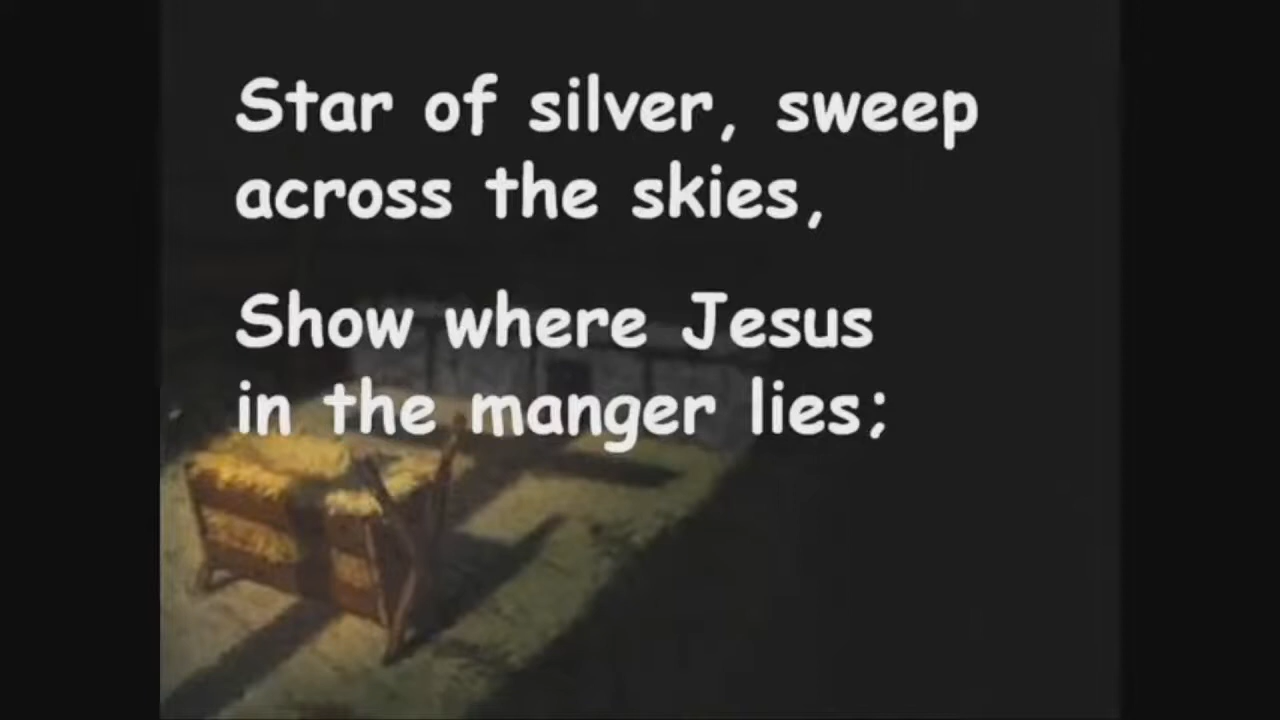 Star of silver, sweep
across the skies,
Show where Jesus
in the manger lies;